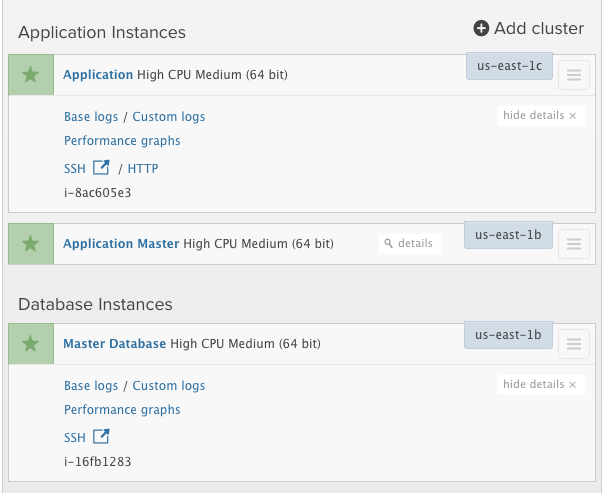 Application Instances
Add cluster
Application High CPU Medium (64 bit)
us-east-1c
Base logs / Custom logs
hide details ×
Performance graphs
SSH / HTTP
i-8ac605e3
Application Master High CPU Medium (64 bit)
details
us-east-1b
Database Instances
Master Database High CPU Medium (64 bit)
us-east-1b
Base logs / Custom logs
hide details ×
Performance graphs
SSH
i-16fb1283